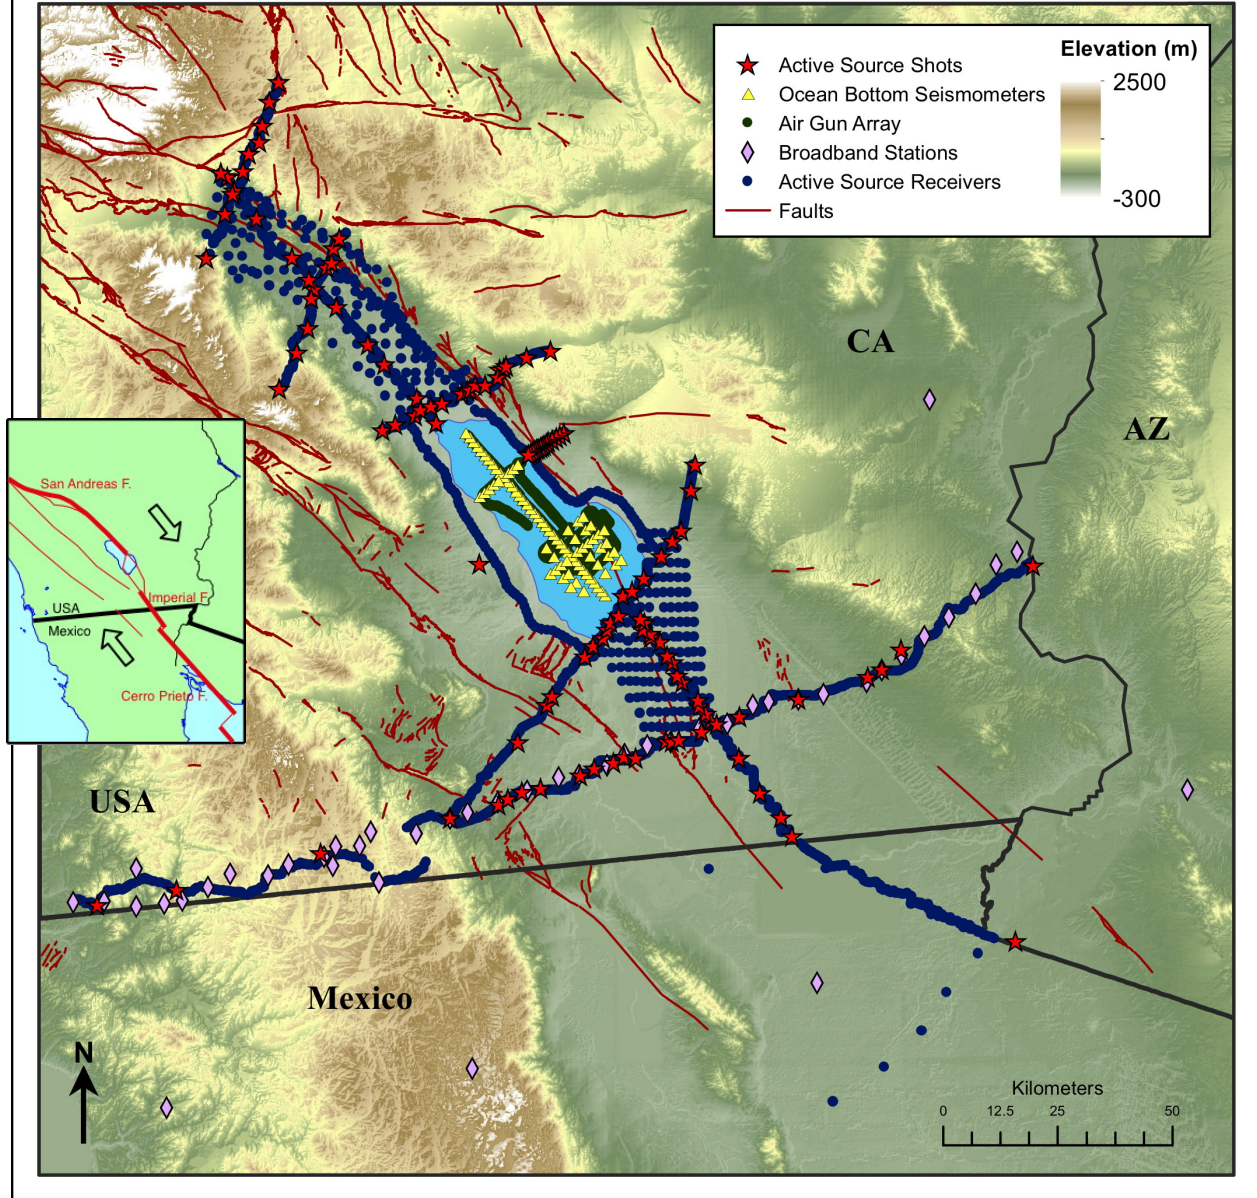 Elevation (m)
Active Source Shots
2500
Ocean Bottom Seismometers
Air Gun Array
Broadband Stations
Active Source Receivers
-300
Faults
CA
AZ
San Andreas F.
Imperial F.
USA
Mexico
Cerro Prieto F.
USA
Mexico
N
Kilometers
0 12.5 25 50